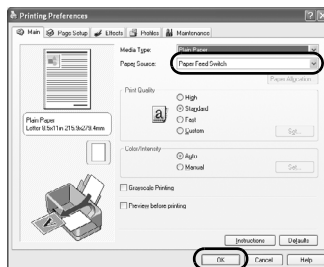 Printing Preferences
Main Page Setup Effects Profiles Maintenance
Media Type: Plain Paper
Paper Source: Paper Feed Switch
Paper Allocation...
Print Quality
High
Standard
Fast
Custom Set...
Plain Paper
Letter 8.5x11in 215.9x279.4mm
Color/Intensity
Auto
Manual Set...
Grayscale Printing
Preview before printing
Instructions Defaults
OK Cancel Help